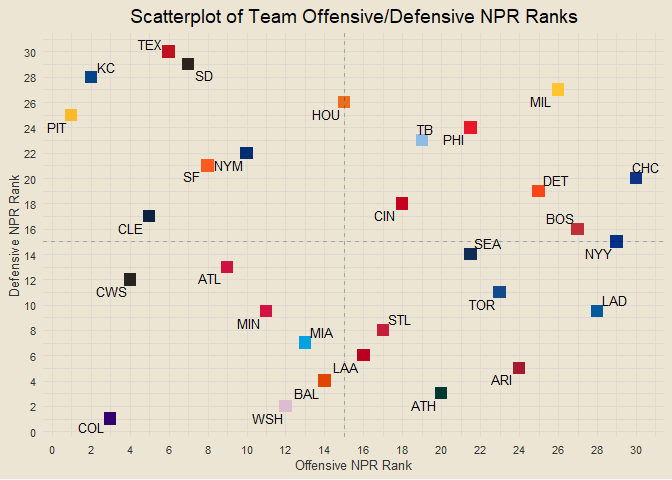 Scatterplot of Team Offensive/Defensive NPR Ranks
Defensive NPR Rank
30
28
26
24
22
20
18
16
14
12
10
8
6
4
2
0
TEX
KC
SD
MIL
HOU
PIT
TB
PHI
NYM
SF
CHC
DET
CIN
BOS
CLE
SEA
NYY
ATL
CWS
TOR
LAD
MIN
STL
MIA
LAA
ARI
BAL
ATH
WSH
COL
0 2 4 6 8 10 12 14 16 18 20 22 24 26 28 30
Offensive NPR Rank